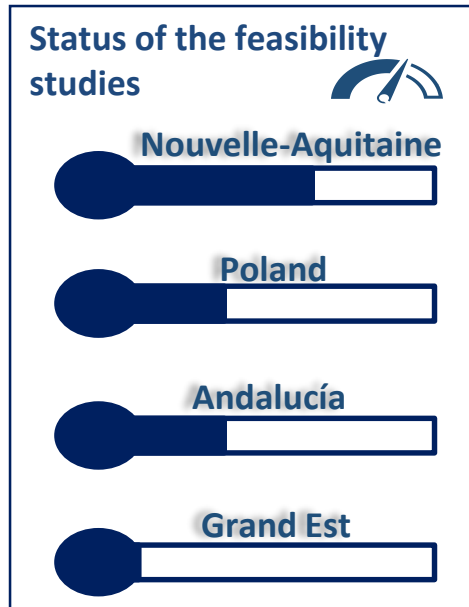 Status of the feasibility
studies
Nouvelle-Aquitaine
Poland
Andalucía
Grand Est